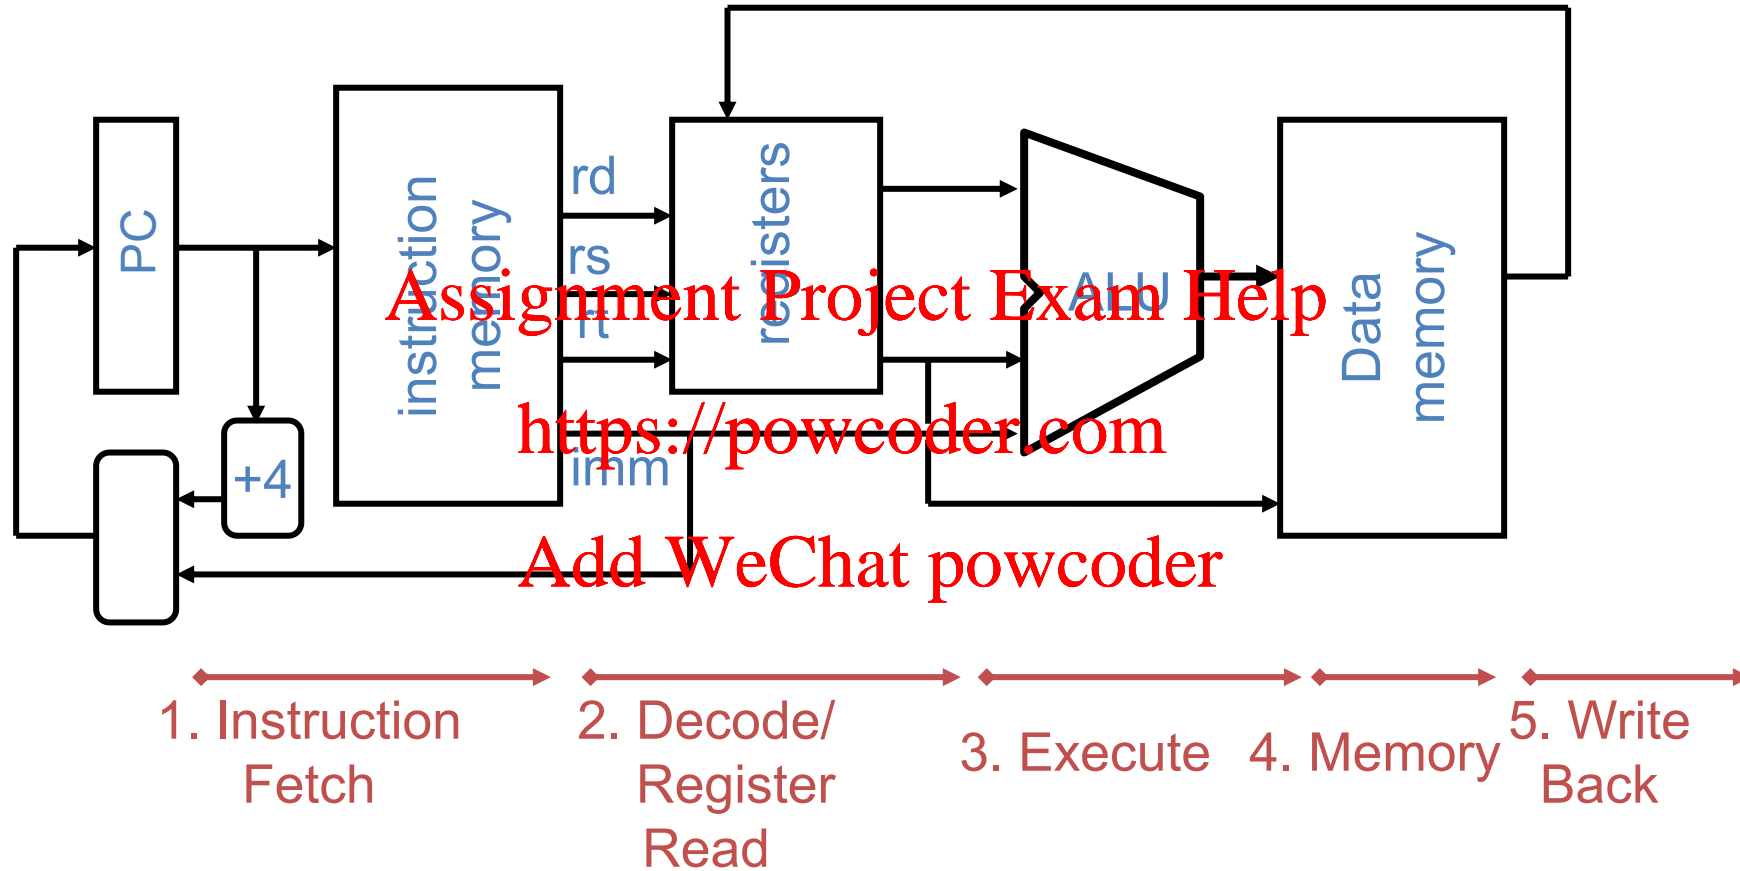 PC
+4
instruction
memory
rd
rs
rt
imm
registers
ALU
Data
memory
Assignment Project Exam Help
https://powcoder.com
Add WeChat powcoder
1. Instruction
Fetch
2. Decode/
Register
Read
3. Execute
4. Memory
5. Write
Back